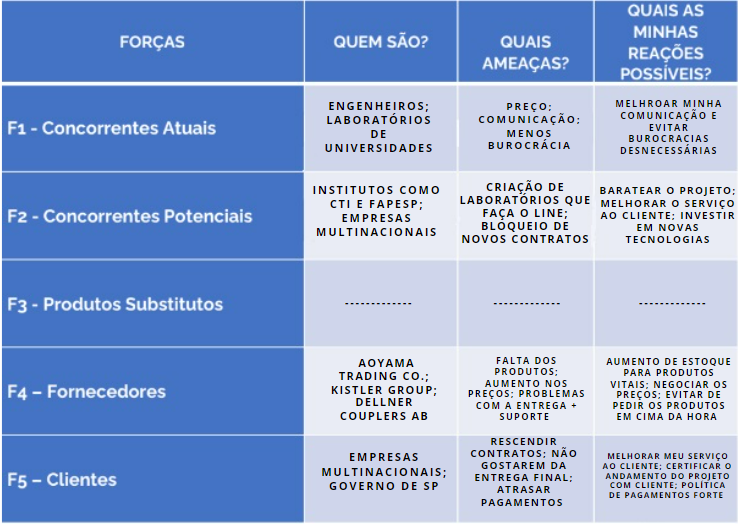 FORÇAS
QUEM SÃO?
QUAIS
AMEAÇAS?
QUAIS AS
MINHAS
REAÇÕES
POSSÍVEIS?
F1 - Concorrentes Atuais
ENGENHEIROS;
LABORATÓRIOS
DE
UNIVERSIDADES
PREÇO;
COMUNICAÇÃO;
MENOS
BUROCRÁCIA
MELHROAR MINHA
COMUNICAÇÃO E
EVITAR
BUROCRACIAS
DESNECESSÁRIAS
F2 - Concorrentes Potenciais
INSTITUTOS COMO
CTI E FAPESP;
EMPRESAS
MULTINACIONAIS
CRIAÇÃO DE
LABORATÓRIOS QUE
FAÇA O LINE;
BLOQUEIO DE
NOVOS CONTRATOS
BARATEAR O PROJETO;
MELHORAR O SERVIÇO
AO CLIENTE; INVESTIR
EM NOVAS
TECNOLOGIAS
F3 - Produtos Substitutos
-------------
-------------
-------------
F4 – Fornecedores
AOYAMA
TRADING CO.;
KISTLER GROUP;
DELLNER
COUPLERS AB
FALTA DOS
PRODUTOS;
AUMENTO NOS
PREÇOS; PROBLEMAS
COM A ENTREGA +
SUPORTE
AUMENTO DE ESTOQUE
PARA PRODUTOS
VITAIS; NEGOCIAR OS
PREÇOS; EVITAR DE
PEDIR OS PRODUTOS
EM CIMA DA HORA
F5 – Clientes
EMPRESAS
MULTINACIONAIS;
GOVERNO DE SP
RESCENDIR
CONTRATOS; NÃO
GOSTAREM DA
ENTREGA FINAL;
ATRASAR
PAGAMENTOS
MELHORAR MEU SERVIÇO
AO CLIENTE; CERTIFICAR O
ANDAMENTO DO PROJETO
COM CLIENTE; POLÍTICA
DE PAGAMENTOS FORTE